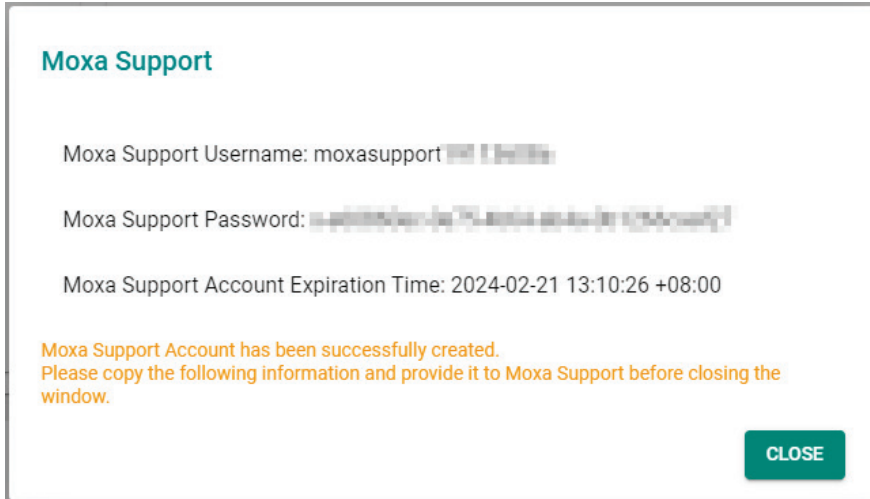 Moxa Support
Moxa Support Username: moxasupport
Moxa Support Password:
Moxa Support Account Expiration Time: 2024-02-21 13:10:26 +08:00
Moxa Support Account has been successfully created.
Please copy the following information and provide it to Moxa Support before closing the
window.
CLOSE